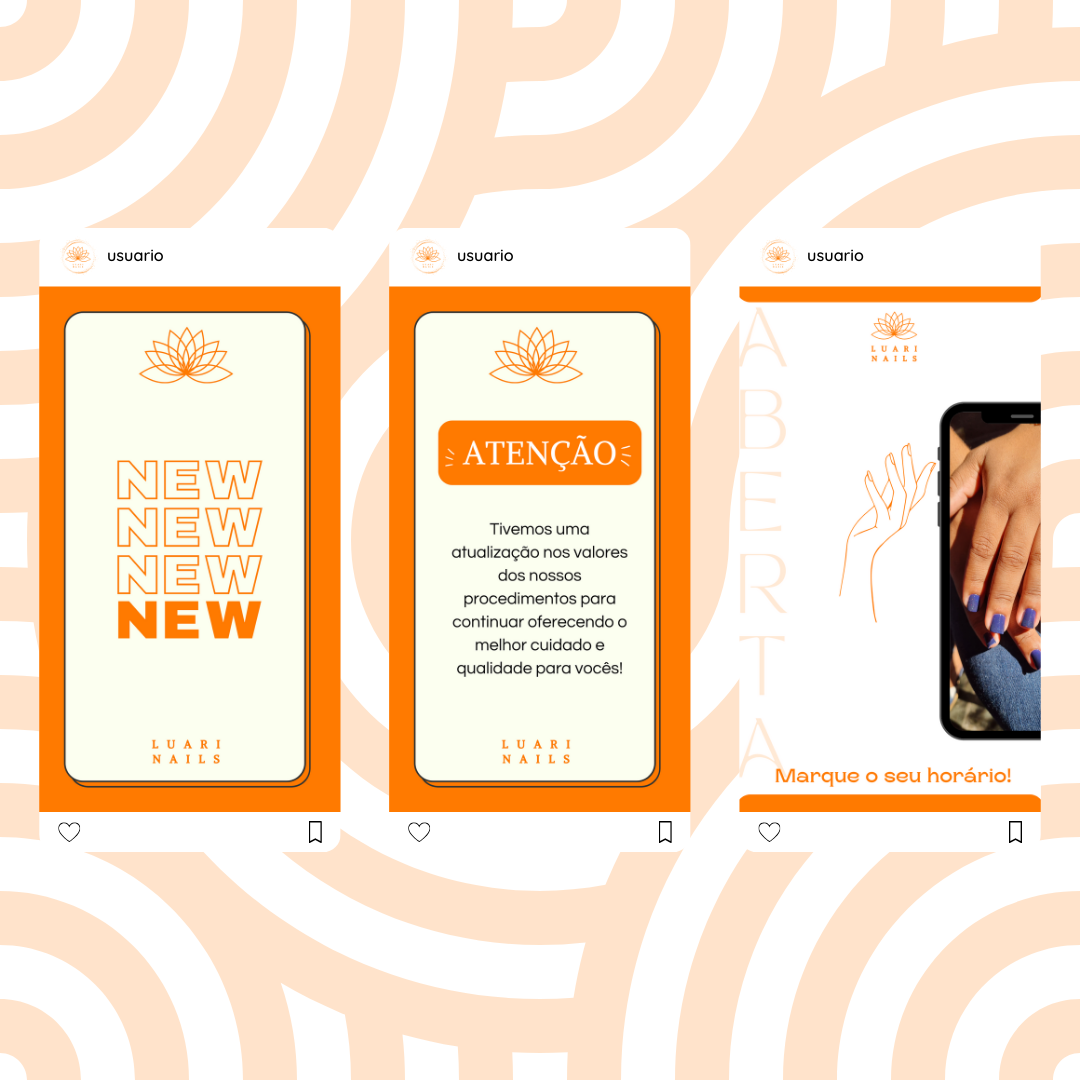 usuario
NEW
NEW
NEW
NEW
LUARI
NAILS
usuario
ATENÇÃO
Tivemos uma
atualização nos valores
dos nossos
procedimentos para
continuar oferecendo o
melhor cuidado e
qualidade para vocês!
LUARI
NAILS
usuario
LUARI
NAILS
ABERTA
Marque o seu horário!